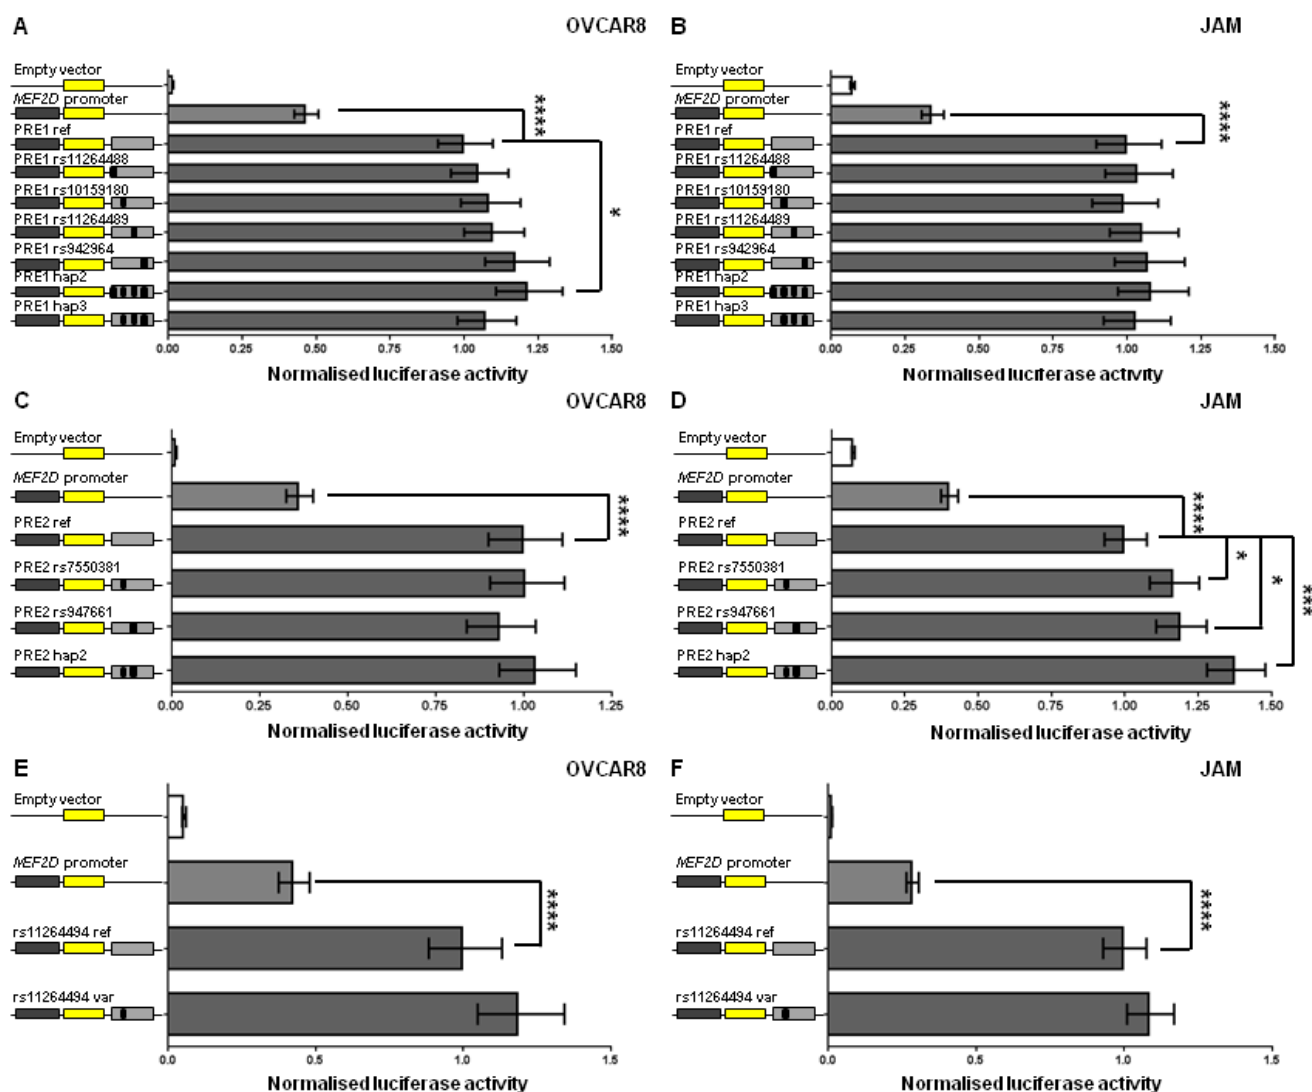 A
OVCAR8
Empty vector
MEF2D promoter
PRE1 ref
PRE1 rs11264488
PRE1 rs10159180
PRE1 rs11264489
PRE1 rs942964
PRE1 hap2
PRE1 hap3
****
*
0.00 0.25 0.50 0.75 1.00 1.25 1.50
Normalised luciferase activity
B
JAM
Empty vector
MEF2D promoter
PRE1 ref
PRE1 rs11264488
PRE1 rs10159180
PRE1 rs11264489
PRE1 rs942964
PRE1 hap2
PRE1 hap3
****
0.00 0.25 0.50 0.75 1.00 1.25 1.50
Normalised luciferase activity
C
OVCAR8
Empty vector
MEF2D promoter
PRE2 ref
PRE2 rs7550381
PRE2 rs947661
PRE2 hap2
****
0.00 0.25 0.50 0.75 1.00 1.25
Normalised luciferase activity
D
JAM
Empty vector
MEF2D promoter
PRE2 ref
PRE2 rs7550381
PRE2 rs947661
PRE2 hap2
****
*
*
***
0.00 0.25 0.50 0.75 1.00 1.25 1.50
Normalised luciferase activity
E
OVCAR8
Empty vector
MEF2D promoter
rs11264494 ref
rs11264494 var
****
0.0 0.5 1.0 1.5
Normalised luciferase activity
F
JAM
Empty vector
MEF2D promoter
rs11264494 ref
rs11264494 var
****
0.0 0.5 1.0 1.5
Normalised luciferase activity